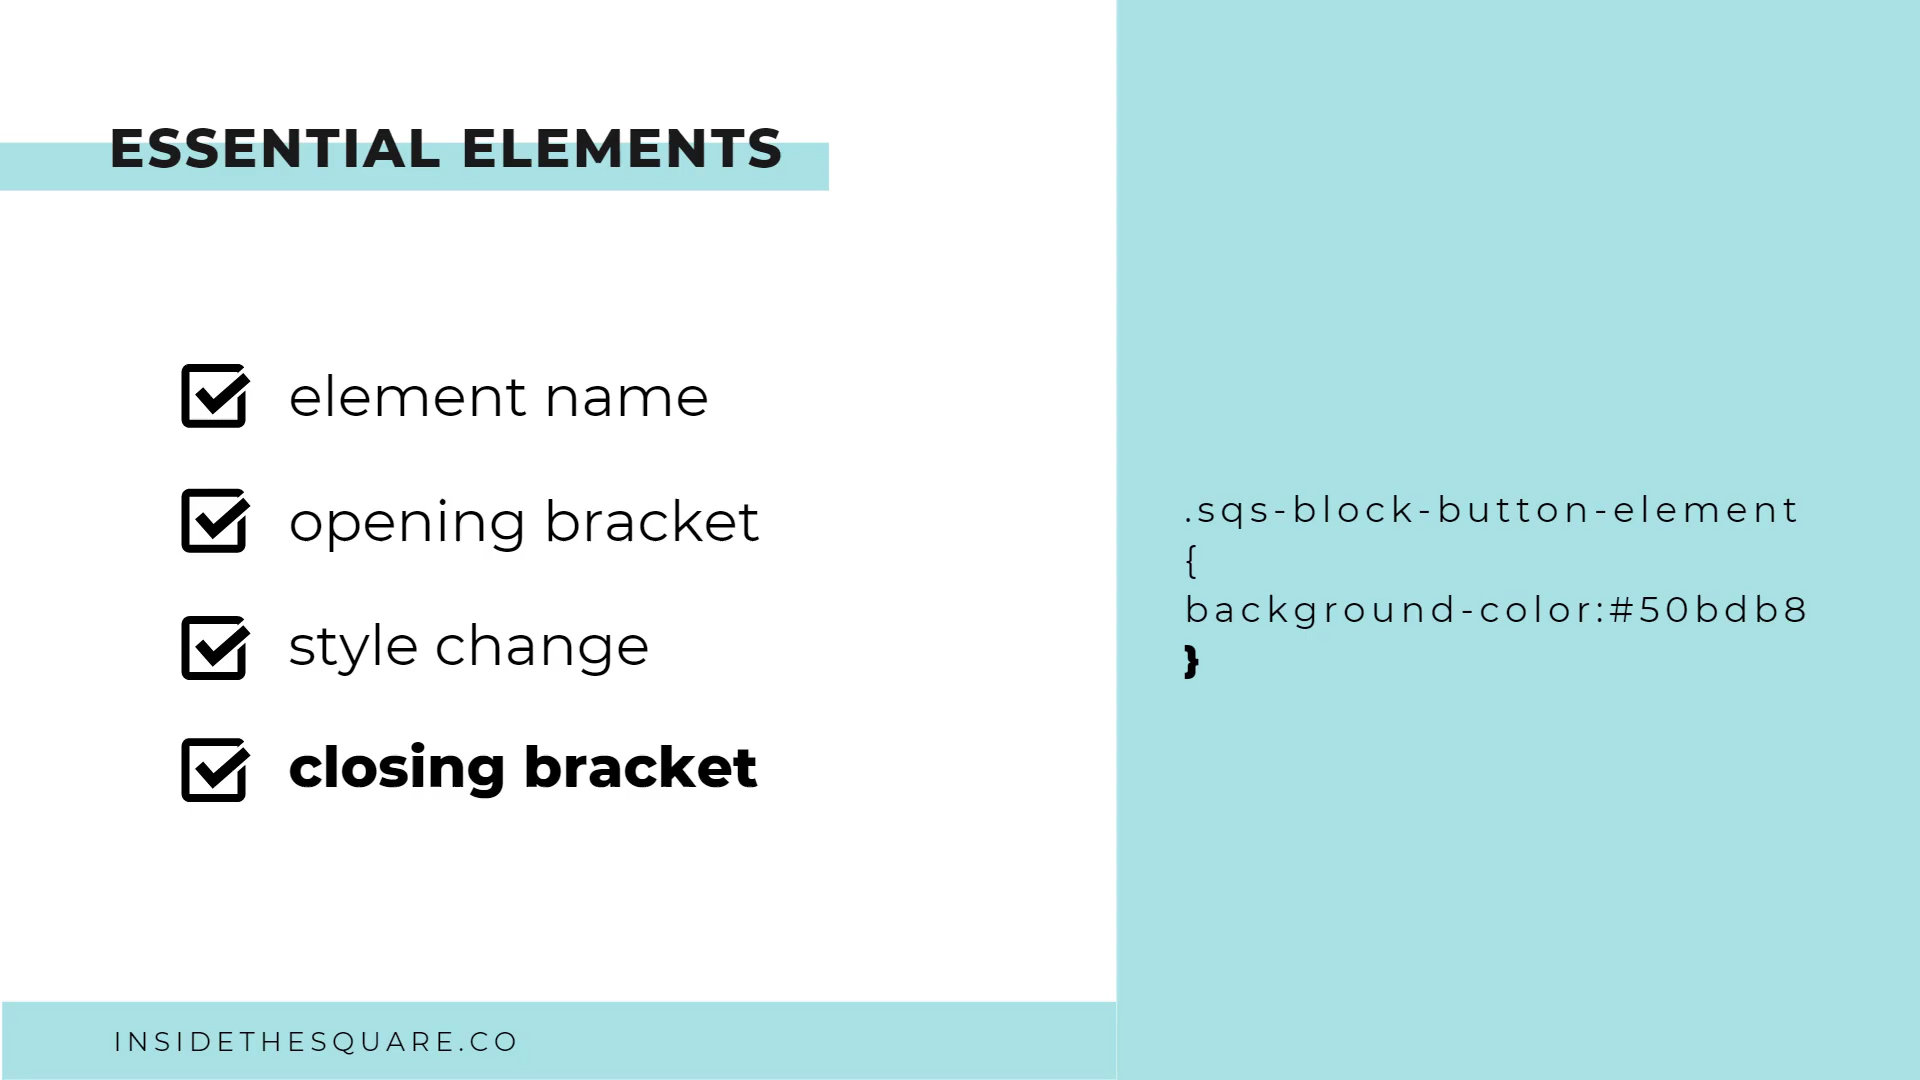 ESSENTIAL ELEMENTS
element name
opening bracket
style change
closing bracket
.sqs-block-button-element
{
background-color:#50bdb8
}
INSIDETHESQUARE.CO